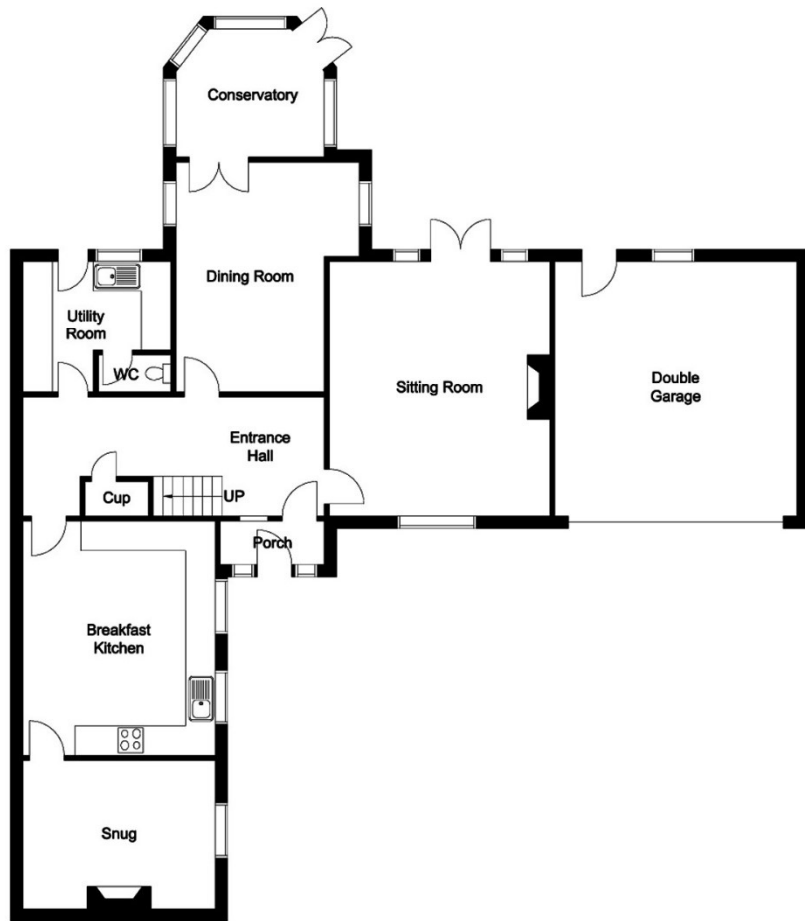 Conservatory
Dining Room
Utility
Room
WC
Sitting Room
Double
Garage
Entrance
Hall
Cup
UP
Porch
Breakfast
Kitchen
Snug